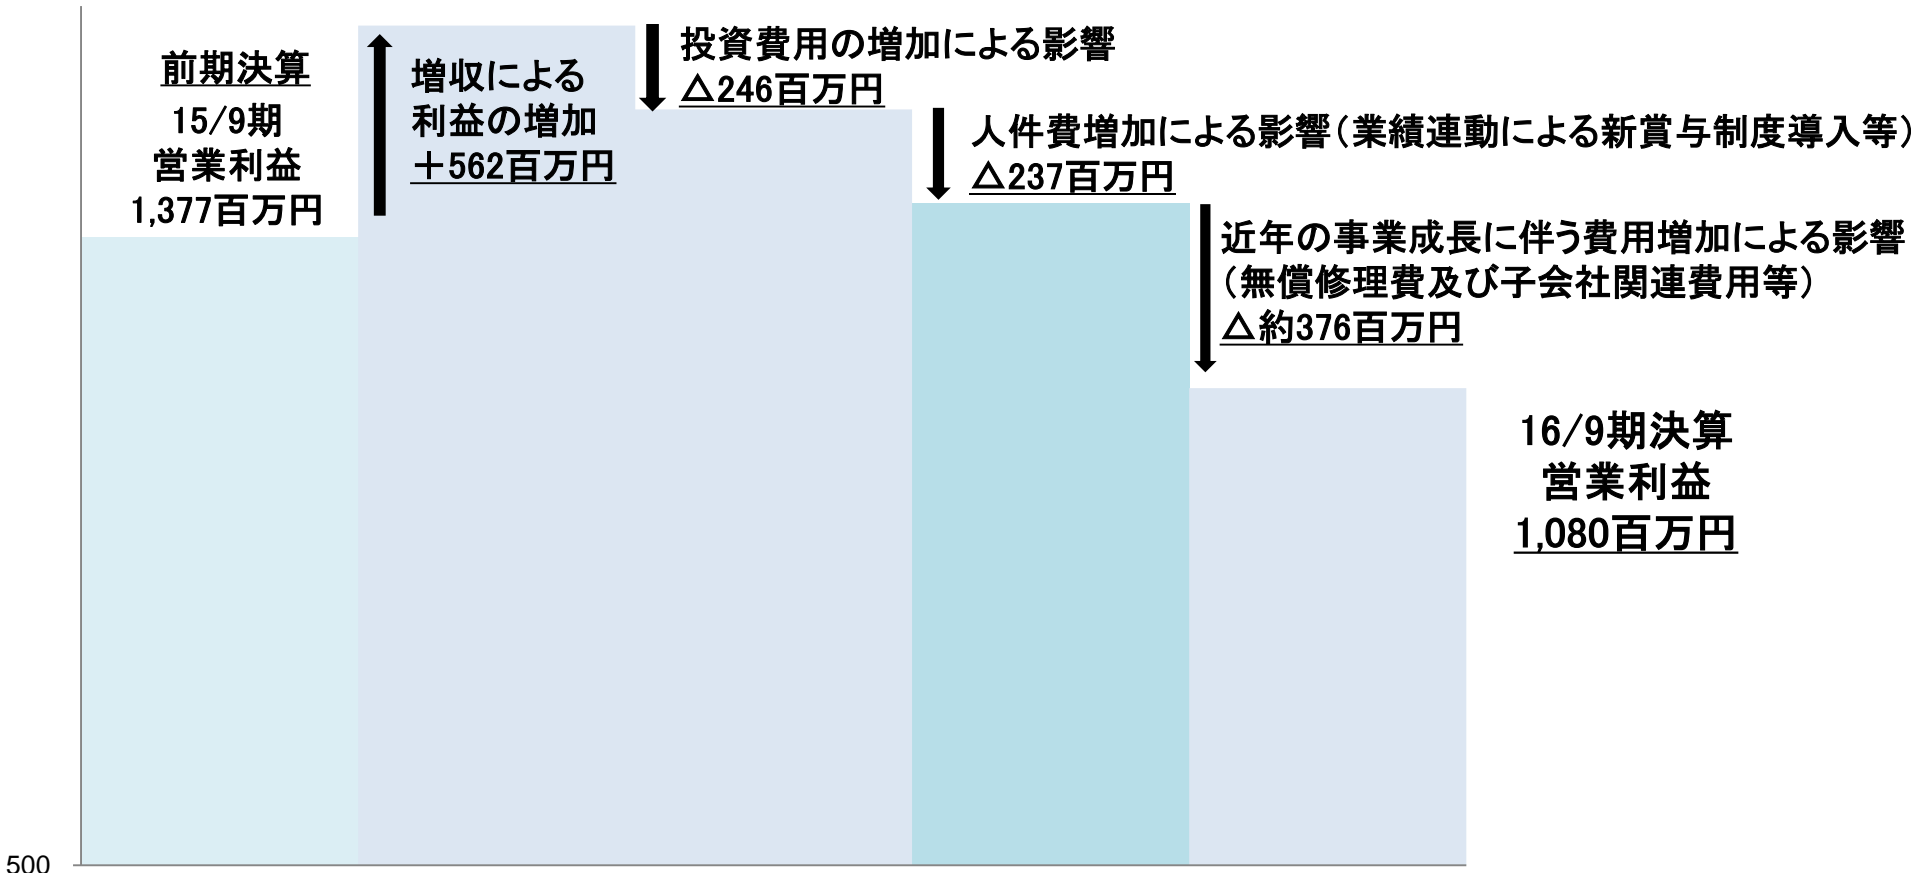 前期決算
15/9期
営業利益
1,377百万円
増収による
利益の増加
＋562百万円
投資費用の増加による影響
△246百万円
人件費増加による影響（業績連動による新賞与制度導入等）
△237百万円
近年の事業成長に伴う費用増加による影響
（無償修理費及び子会社関連費用等）
△約376百万円
16/9期決算
営業利益
1,080百万円
500